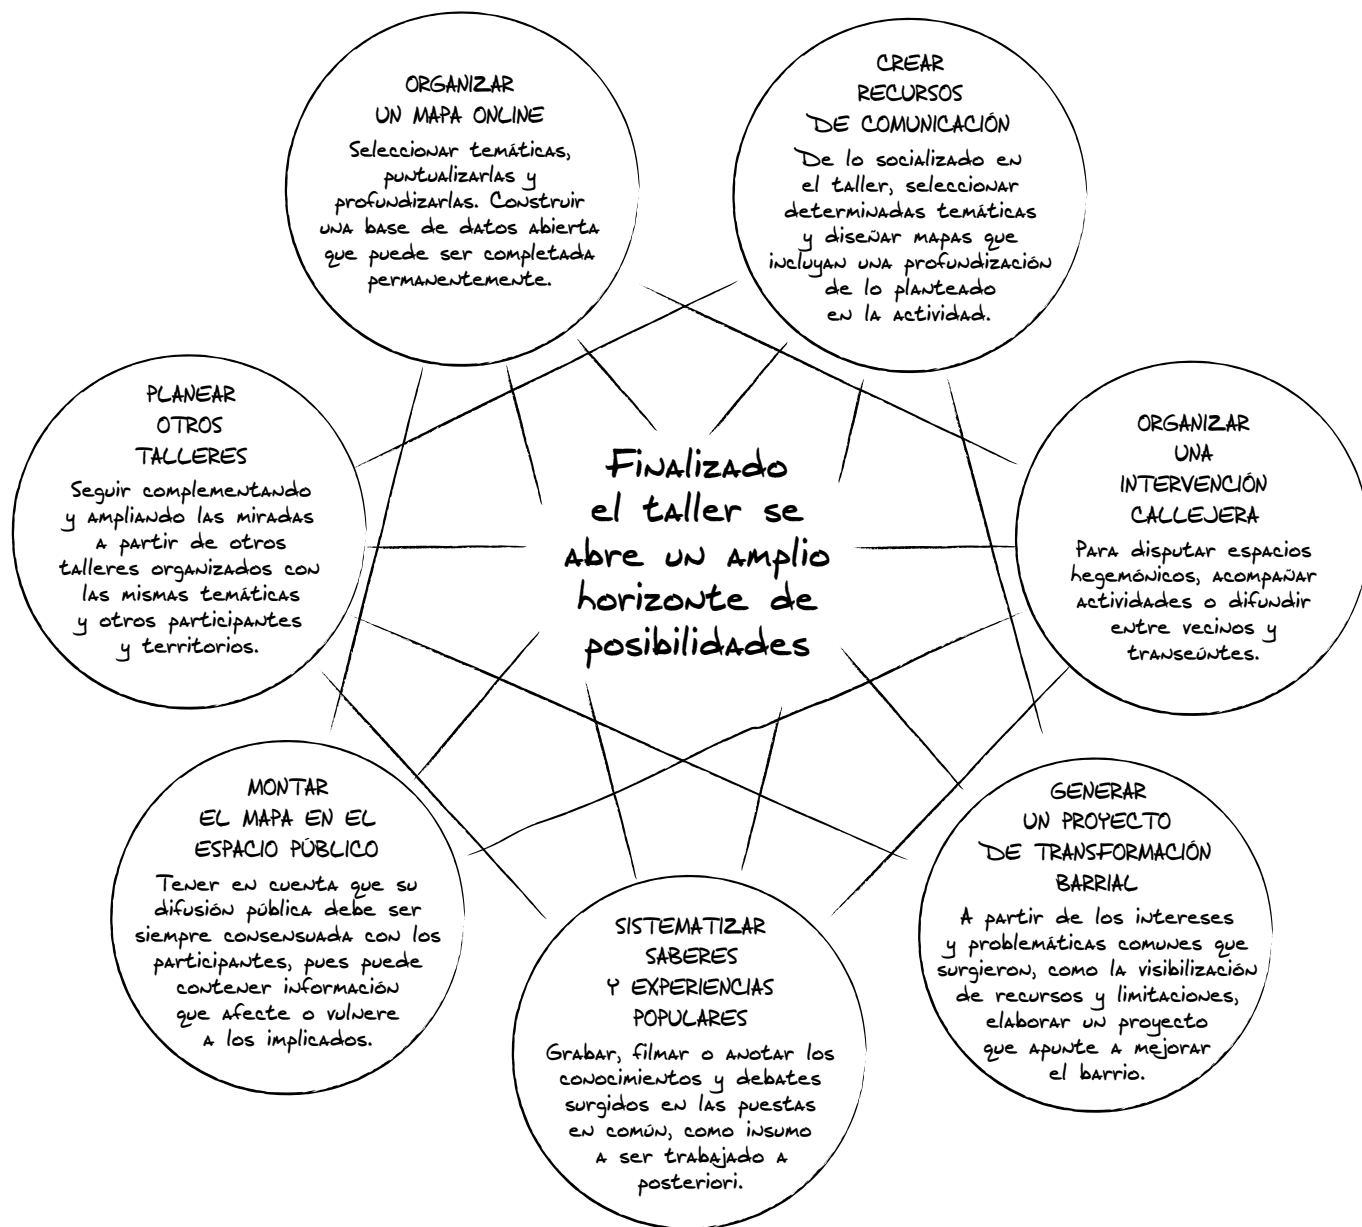 ORGANIZAR
UN MAPA ONLINE
Seleccionar temáticas,
puntualizarlas y
profundizarlas. Construir
una base de datos abierta
que puede ser completada
permanentemente.
CREAR
RECURSOS
DE COMUNICACIÓN
De lo socializado en
el taller, seleccionar
determinadas temáticas
y diseñar mapas que
incluyan una profundización
de lo planteado
en la actividad.
PLANEAR
OTROS
TALLERES
Seguir complementando
y ampliando las miradas
a partir de otros
talleres organizados con
las mismas temáticas
y otros participantes
y territorios.
Finalizado
el taller se
abre un amplio
horizonte de
posibilidades
ORGANIZAR
UNA
INTERVENCIÓN
CALLEJERA
Para disputar espacios
hegemónicos, acompañar
actividades o difundir
entre vecinos y
transeúntes.
MONTAR
EL MAPA EN EL
ESPACIO PÚBLICO
Tener en cuenta que su
difusión pública debe ser
siempre consensuada con los
participantes, pues puede
contener información
que afecte o vulnere
a los implicados.
SISTEMATIZAR
SABERES
Y EXPERIENCIAS
POPULARES
Grabar, filmar o anotar los
conocimientos y debates
surgidos en las puestas
en común, como insumo
a ser trabajado a
posteriori.
GENERAR
UN PROYECTO
DE TRANSFORMACIÓN
BARRIAL
A partir de los intereses
y problemáticas comunes que
surgieron, como la visibilización
de recursos y limitaciones,
elaborar un proyecto
que apunte a mejorar
el barrio.